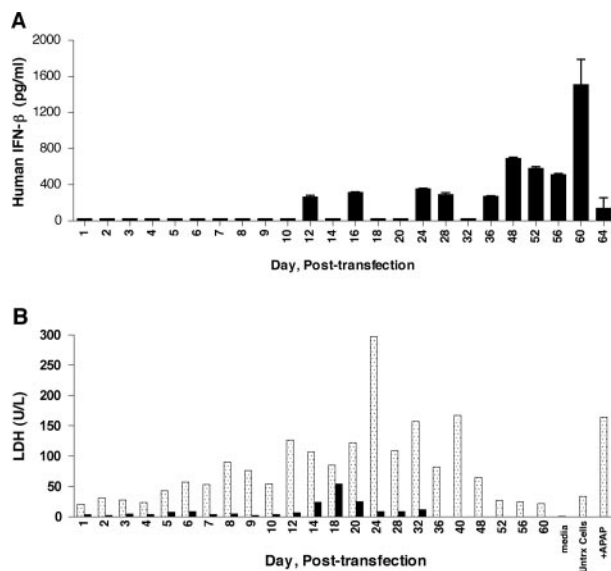 A
Human IFN-β (pg/ml)
2000
1600
1200
800
400
0
1 2 3 4 5 6 7 8 9 10 12 14 16 18 20 24 28 32 36 48 52 56 60 64
Day, Post-transfection
B
LDH (U/L)
300
250
200
150
100
50
0
1 2 3 4 5 6 7 8 9 10 12 14 18 20 24 28 32 36 40 48 52 56 60 media Untrx Cells +APAP
Day, Post-transfection